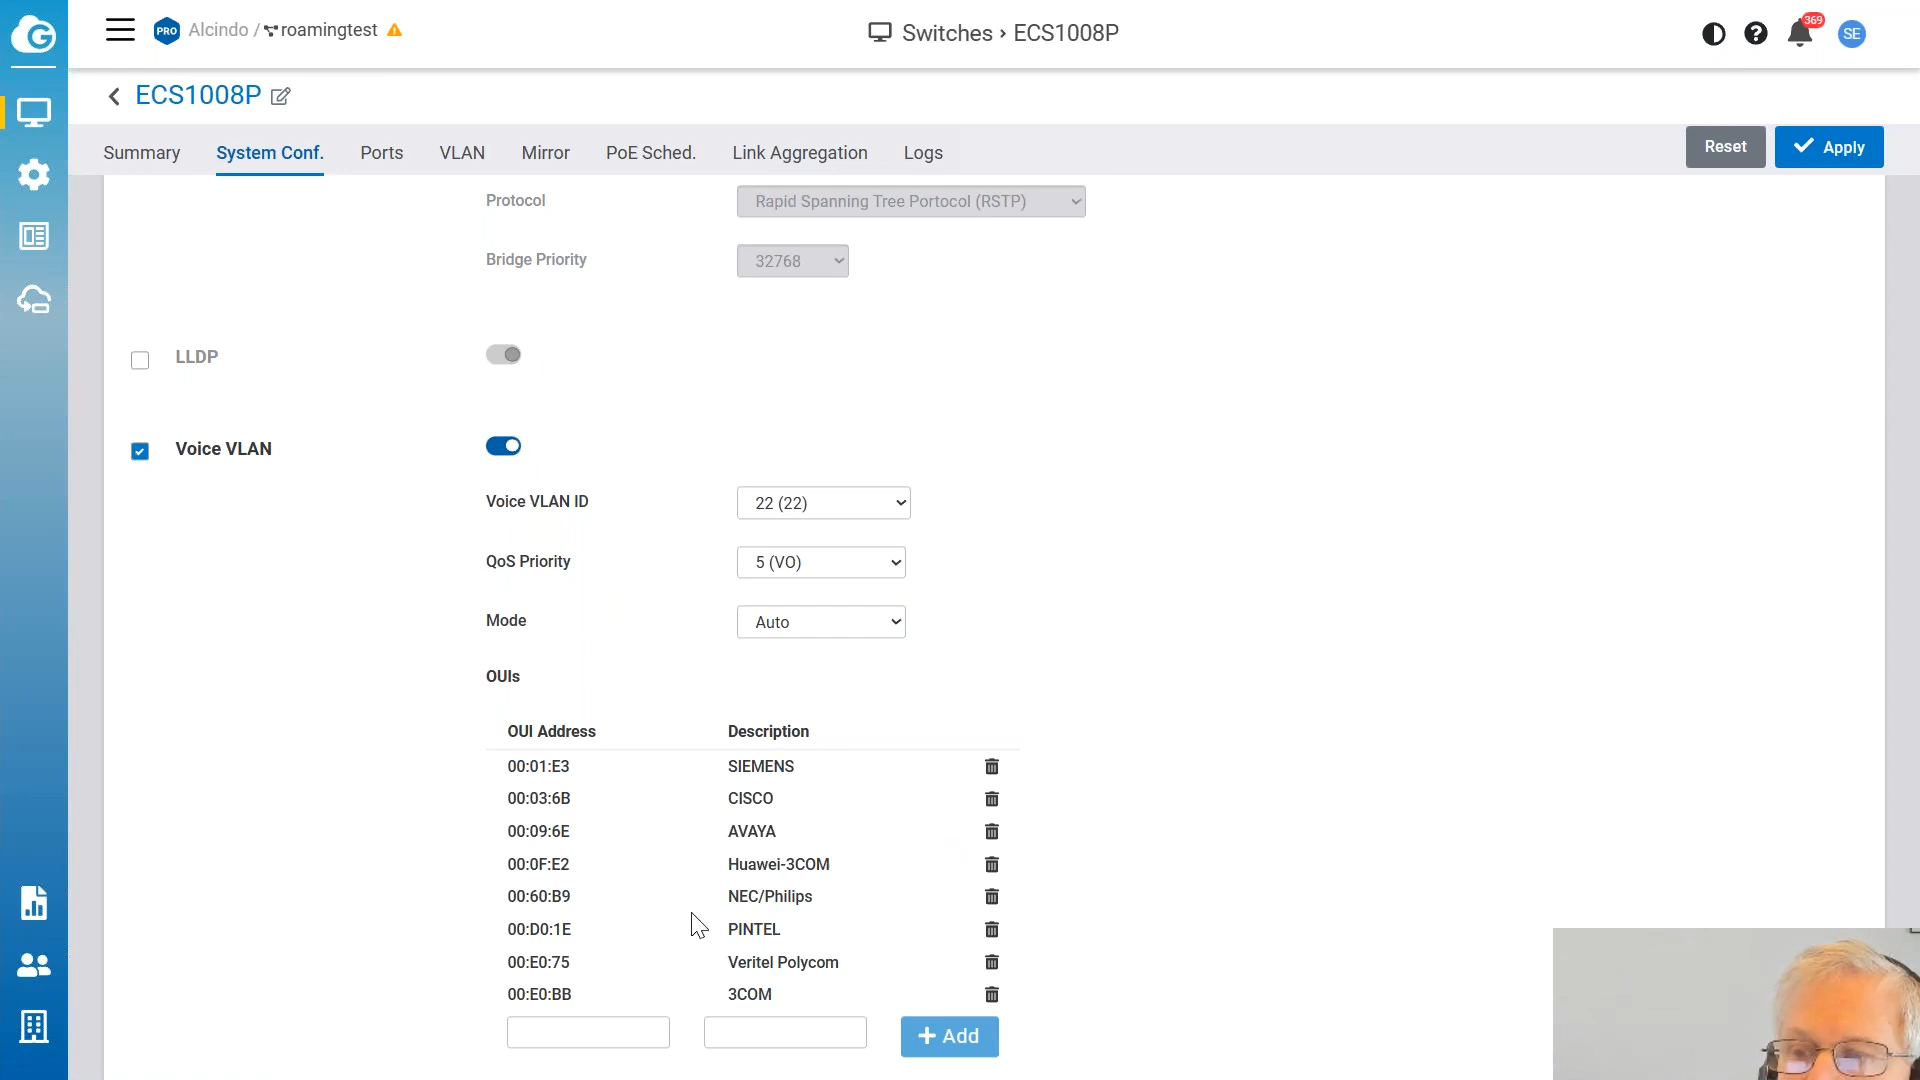 PRO Alcindo / roamingtest
Switches › ECS1008P
369
SE
ECS1008P
Summary System Conf. Ports VLAN Mirror PoE Sched. Link Aggregation Logs
Reset
Apply
Protocol Rapid Spanning Tree Portocol (RSTP)
Bridge Priority 32768
LLDP
Voice VLAN
Voice VLAN ID 22 (22)
QoS Priority 5 (VO)
Mode Auto
OUIs
OUI Address Description
00:01:E3 SIEMENS
00:03:6B CISCO
00:09:6E AVAYA
00:0F:E2 Huawei-3COM
00:60:B9 NEC/Philips
00:D0:1E PINTEL
00:E0:75 Veritel Polycom
00:E0:BB 3COM
+ Add